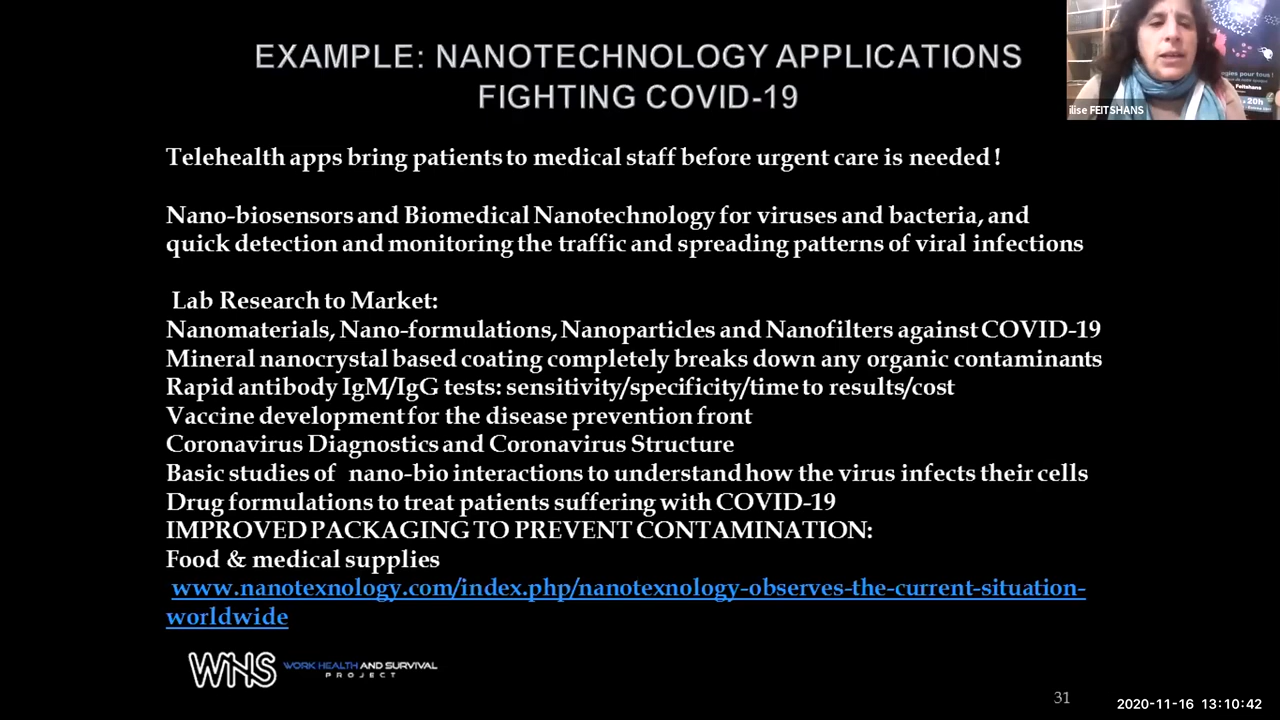 EXAMPLE: NANOTECHNOLOGY APPLICATIONS
FIGHTING COVID-19
gies pour tous !
Feitshans
20h
ilise FEITSHANS
Telehealth apps bring patients to medical staff before urgent care is needed !
Nano-biosensors and Biomedical Nanotechnology for viruses and bacteria, and
quick detection and monitoring the traffic and spreading patterns of viral infections
Lab Research to Market:
Nanomaterials, Nano-formulations, Nanoparticles and Nanofilters against COVID-19
Mineral nanocrystal based coating completely breaks down any organic contaminants
Rapid antibody IgM/IgG tests: sensitivity/specificity/time to results/cost
Vaccine development for the disease prevention front
Coronavirus Diagnostics and Coronavirus Structure
Basic studies of nano-bio interactions to understand how the virus infects their cells
Drug formulations to treat patients suffering with COVID-19
IMPROVED PACKAGING TO PREVENT CONTAMINATION:
Food & medical supplies
www.nanotexnology.com/index.php/nanotexnology-observes-the-current-situation-
worldwide
WHS WORK HEALTH AND SURVIVAL
PROJECT
31
2020-11-16 13:10:42